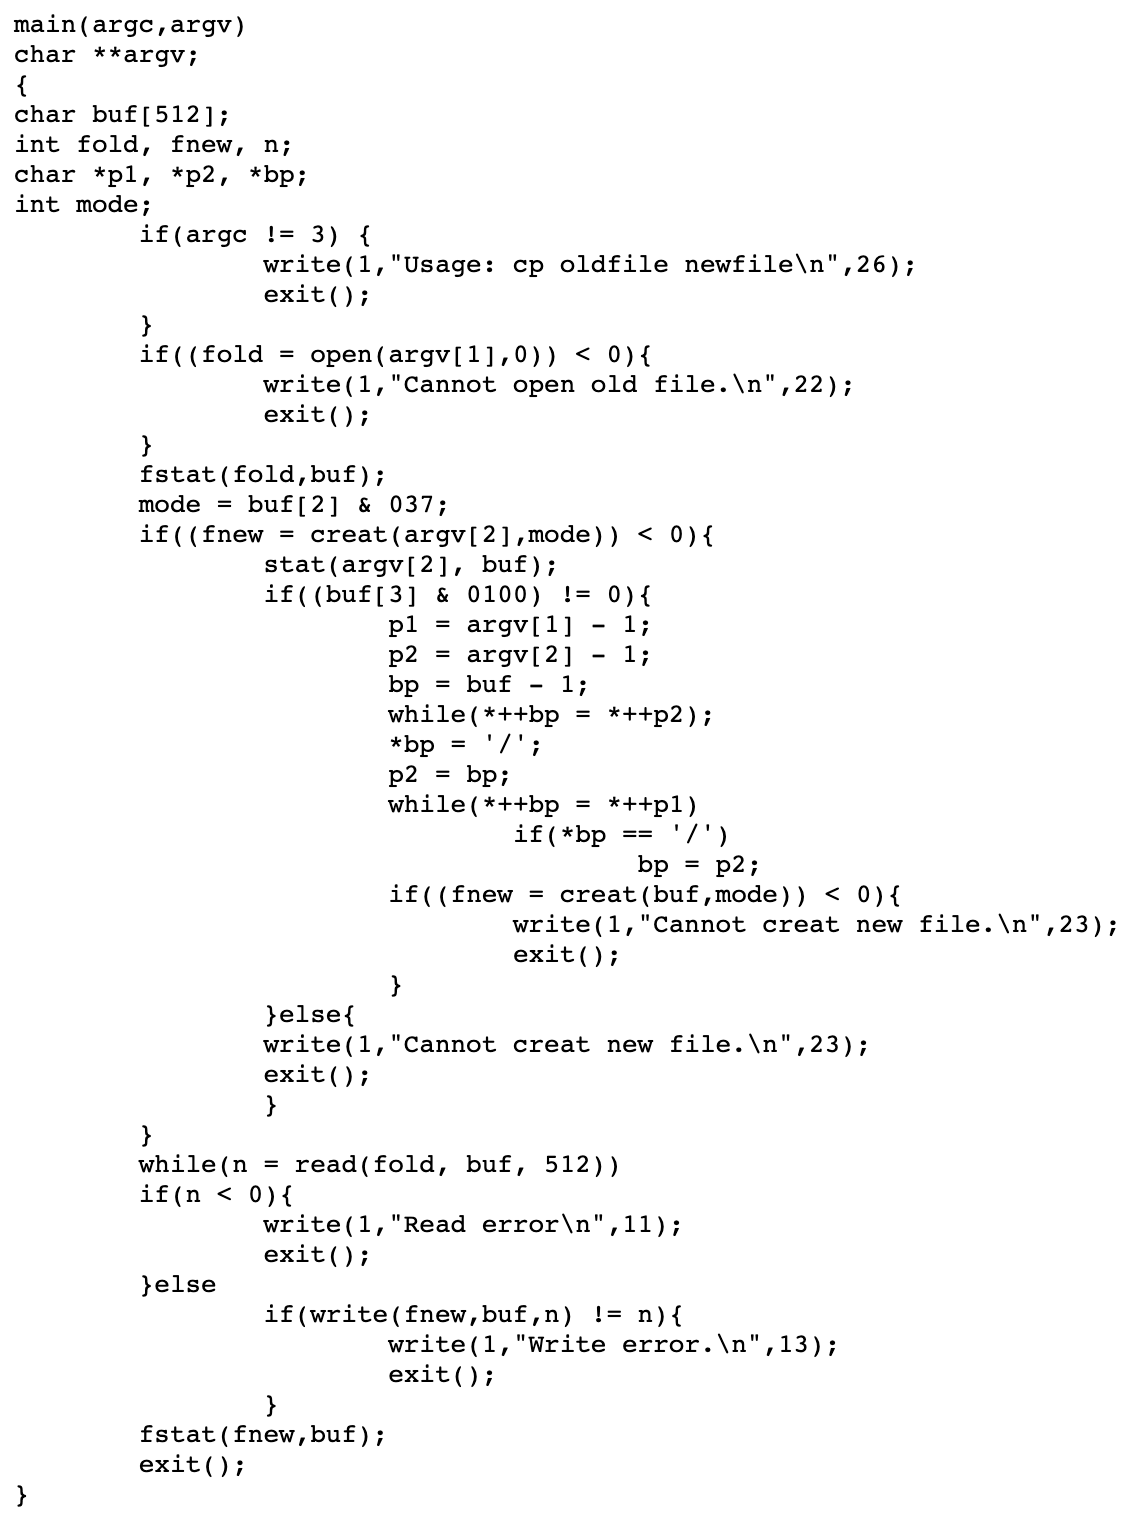 main(argc,argv)
char **argv;
{
char buf[512];
int fold, fnew, n;
char *p1, *p2, *bp;
int mode;
        if(argc != 3) {
                write(1,"Usage: cp oldfile newfile\n",26);
                exit();
        }
        if((fold = open(argv[1],0)) < 0){
                write(1,"Cannot open old file.\n",22);
                exit();
        }
        fstat(fold,buf);
        mode = buf[2] & 037;
        if((fnew = creat(argv[2],mode)) < 0){
                stat(argv[2], buf);
                if((buf[3] & 0100) != 0){
                        p1 = argv[1] - 1;
                        p2 = argv[2] - 1;
                        bp = buf - 1;
                        while(*++bp = *++p2);
                        *bp = '/';
                        p2 = bp;
                        while(*++bp = *++p1)
                                if(*bp == '/')
                                        bp = p2;
                        if((fnew = creat(buf,mode)) < 0){
                                write(1,"Cannot creat new file.\n",23);
                                exit();
                        }
                }else{
                write(1,"Cannot creat new file.\n",23);
                exit();
                }
        }
        while(n = read(fold, buf, 512))
        if(n < 0){
                write(1,"Read error\n",11);
                exit();
        }else
                if(write(fnew,buf,n) != n){
                        write(1,"Write error.\n",13);
                        exit();
                }
        fstat(fnew,buf);
        exit();
}